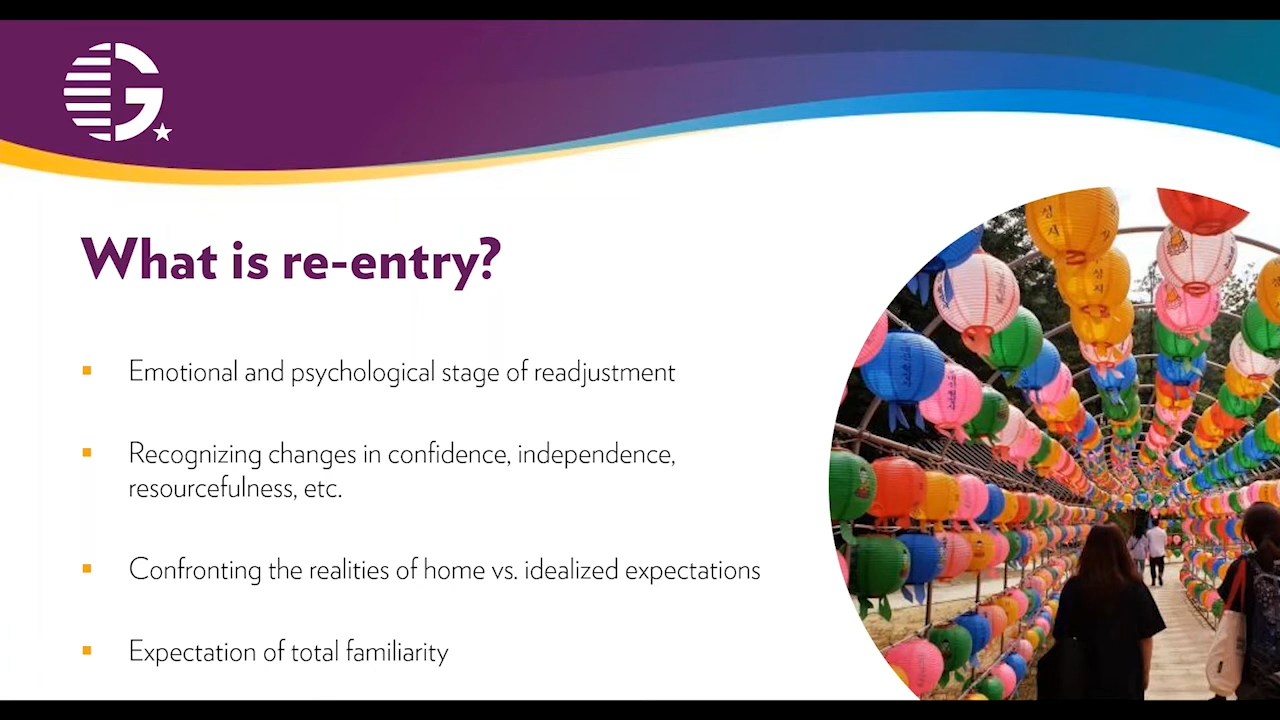 What is re-entry?
Emotional and psychological stage of readjustment
Recognizing changes in confidence, independence,
resourcefulness, etc.
Confronting the realities of home vs. idealized expectations
Expectation of total familiarity